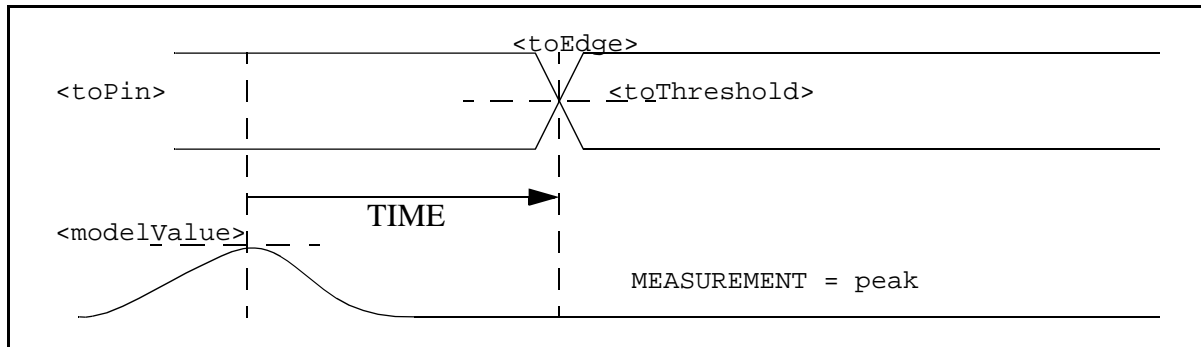 <toEdge>
<toPin>
<toThreshold>
TIME
<modelValue>
MEASUREMENT = peak